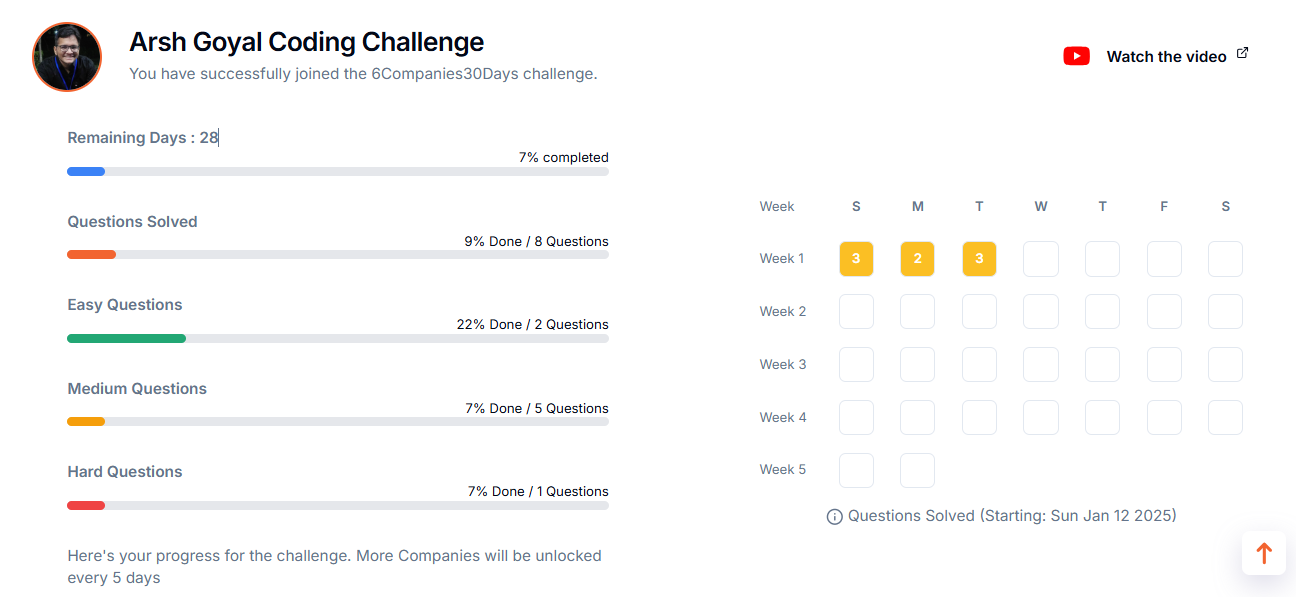 Arsh Goyal Coding Challenge
You have successfully joined the 6Companies30Days challenge.
Watch the video
Remaining Days : 28
7% completed
Questions Solved
9% Done / 8 Questions
Easy Questions
22% Done / 2 Questions
Medium Questions
7% Done / 5 Questions
Hard Questions
7% Done / 1 Questions
Here's your progress for the challenge. More Companies will be unlocked
every 5 days
Week S M T W T F S
Week 1 3 2 3
Week 2
Week 3
Week 4
Week 5
Questions Solved (Starting: Sun Jan 12 2025)